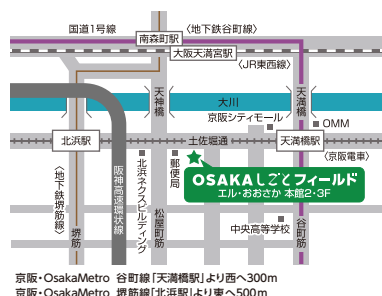 国道1号線
〈地下鉄谷町線〉
南森町駅
大阪天満宮駅
〈JR東西線〉
天神橋
大川
天満橋
京阪シティモール
OMM
北浜駅
土佐堀通
天満橋駅
〈京阪電車〉
〈地下鉄堺筋線〉
堺筋
阪神高速環状線
北浜ネクスビルディング
郵便局
松屋町筋
OSAKAしごとフィールド
エル・おおさか 本館2・3F
中央高等学校
谷町筋
京阪・OsakaMetro 谷町線「天満橋駅」より西へ300m
京阪・OsakaMetro 堺筋線「北浜駅」より東へ500m